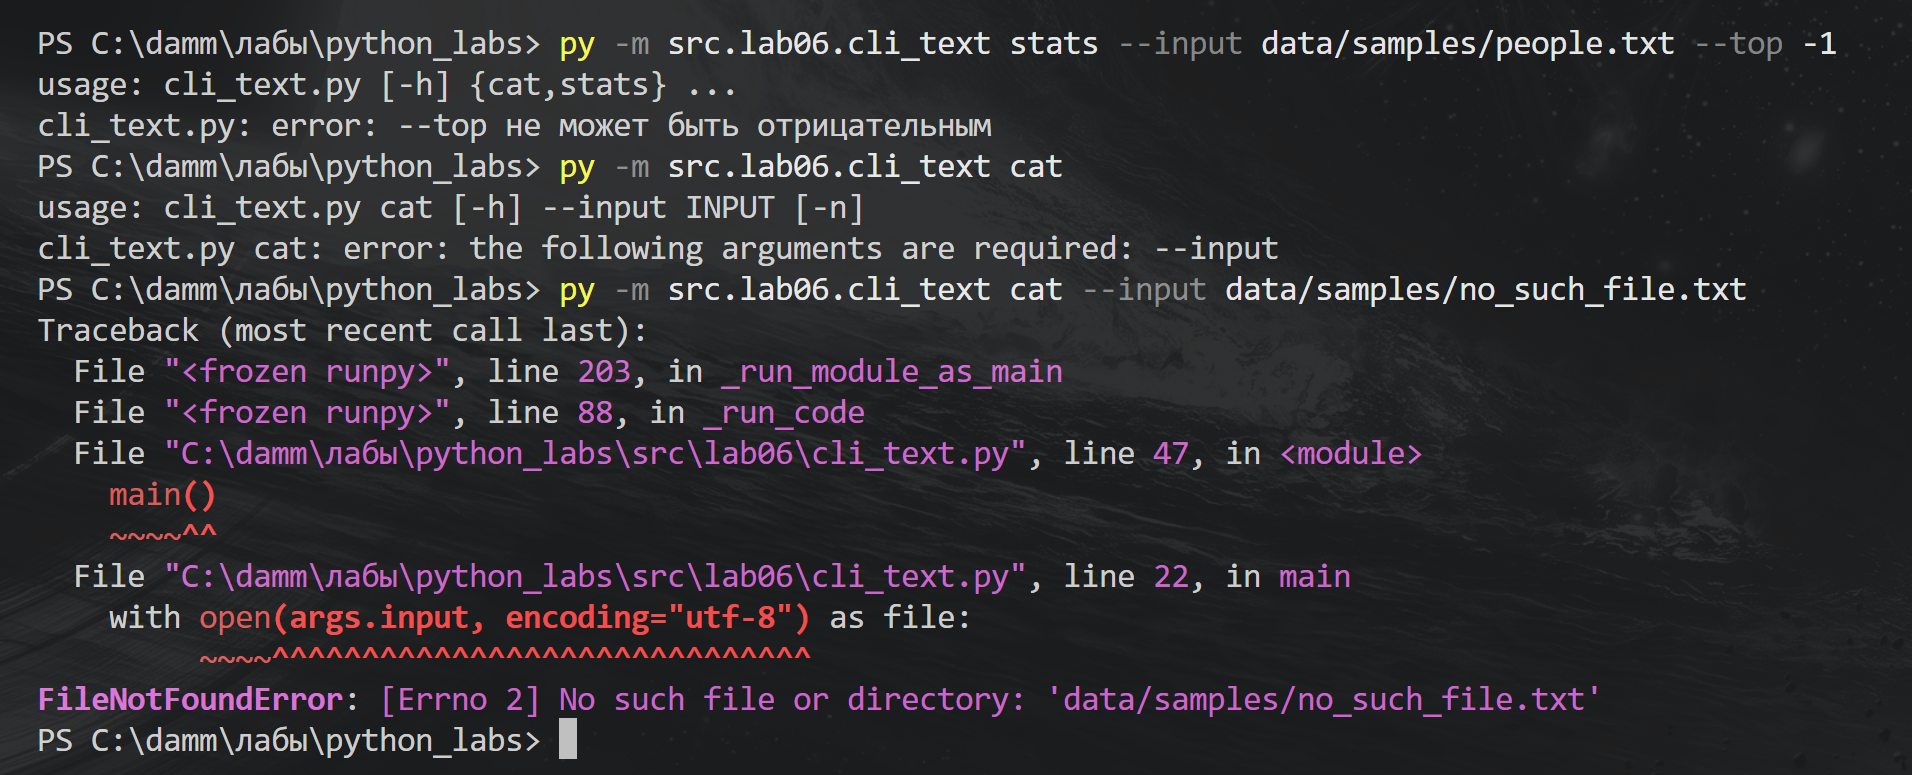 PS C:\damm\лабы\python_labs> py -m src.lab06.cli_text stats --input data/samples/people.txt --top -1
usage: cli_text.py [-h] {cat,stats} ...
cli_text.py: error: --top не может быть отрицательным
PS C:\damm\лабы\python_labs> py -m src.lab06.cli_text cat
usage: cli_text.py cat [-h] --input INPUT [-n]
cli_text.py cat: error: the following arguments are required: --input
PS C:\damm\лабы\python_labs> py -m src.lab06.cli_text cat --input data/samples/no_such_file.txt
Traceback (most recent call last):
  File "<frozen runpy>", line 203, in _run_module_as_main
  File "<frozen runpy>", line 88, in _run_code
  File "C:\damm\лабы\python_labs\src\lab06\cli_text.py", line 47, in <module>
    main()
    ~~~~^^
  File "C:\damm\лабы\python_labs\src\lab06\cli_text.py", line 22, in main
    with open(args.input, encoding="utf-8") as file:
         ~~~~^^^^^^^^^^^^^^^^^^^^^^^^^^^^^^
FileNotFoundError: [Errno 2] No such file or directory: 'data/samples/no_such_file.txt'
PS C:\damm\лабы\python_labs>